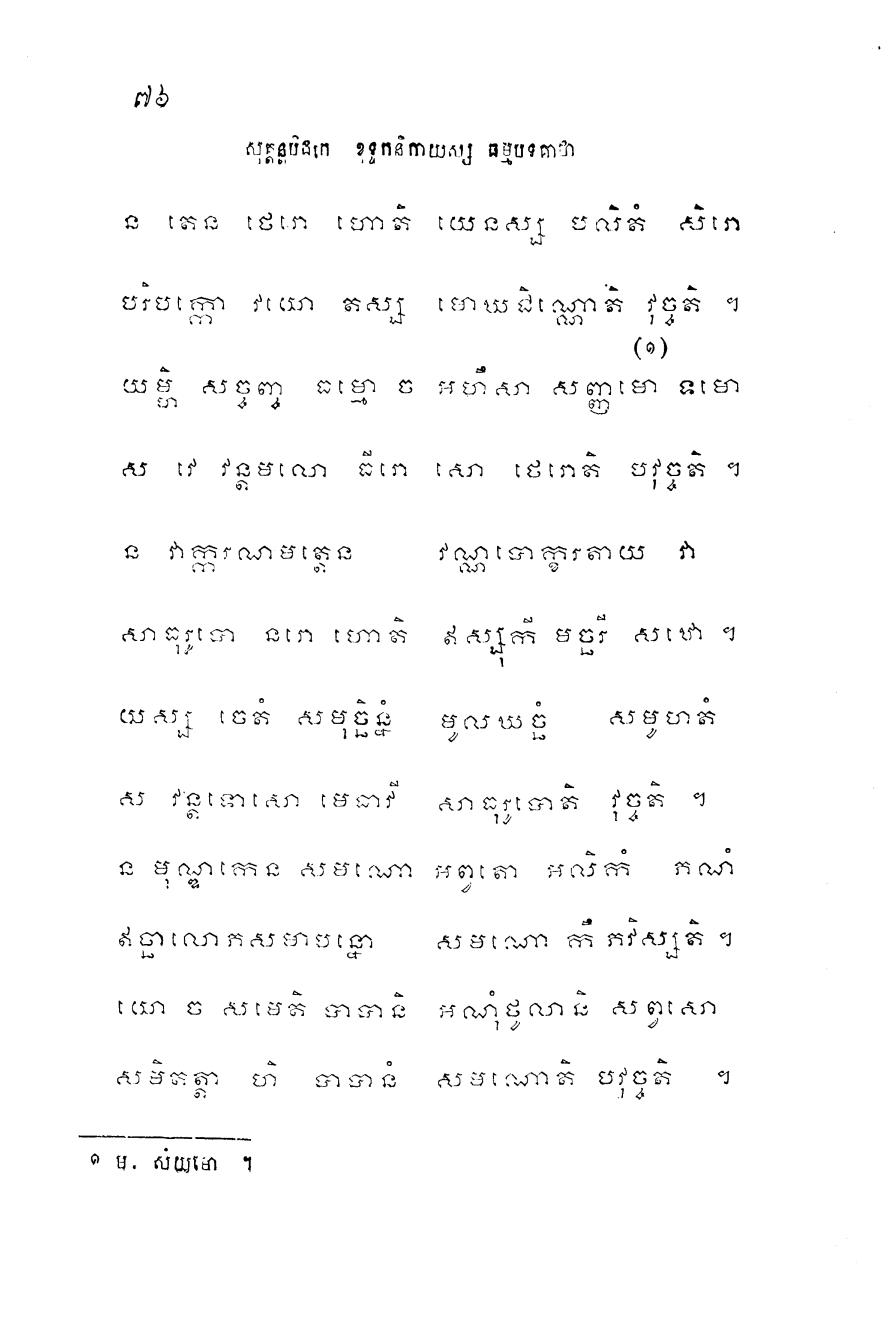 ៧៦
សុត្តន្តបិដកេ ខុទ្ទកនិកាយស្ស ធម្មបទគាថា
ន តេន ថេរោ ហោតិ យេនស្ស បលិតំ សិរោ
បរិបក្កោ វយោ តស្ស មោឃជិណ្ណោតិ វុច្ចតិ ។
(១)
យម្ហិ សច្ចញ្ច ធម្មោ ច អហឹសា សញ្ញមោ ទមោ
ស វេ វន្តមលោ ធីរោ សោ ថេរោតិ បវុច្ចតិ ។
ន វាក្ករណមត្តេន វណ្ណបោក្ខរតាយ វា
សាធុរូបោ នរោ ហោតិ ឥស្សុកី មច្ឆរី សឋោ ។
យស្ស ចេតំ សមុច្ឆិន្នំ មូលឃច្ឆំ សមូហតំ
ស វន្តទោសោ មេធាវី សាធុរូបោតិ វុច្ចតិ ។
ន មុណ្ឌកេន សមណោ អព្វតោ អលិកំ ភណំ
ឥច្ឆាលោភសមាបន្នោ សមណោ កឹ ភវិស្សតិ ។
យោ ច សមេតិ បាបានិ អណុំថូលានិ សព្វសោ
សមិតត្តា ហិ បាបានំ សមណោតិ បវុច្ចតិ ។
១ ម. សំយមោ ។